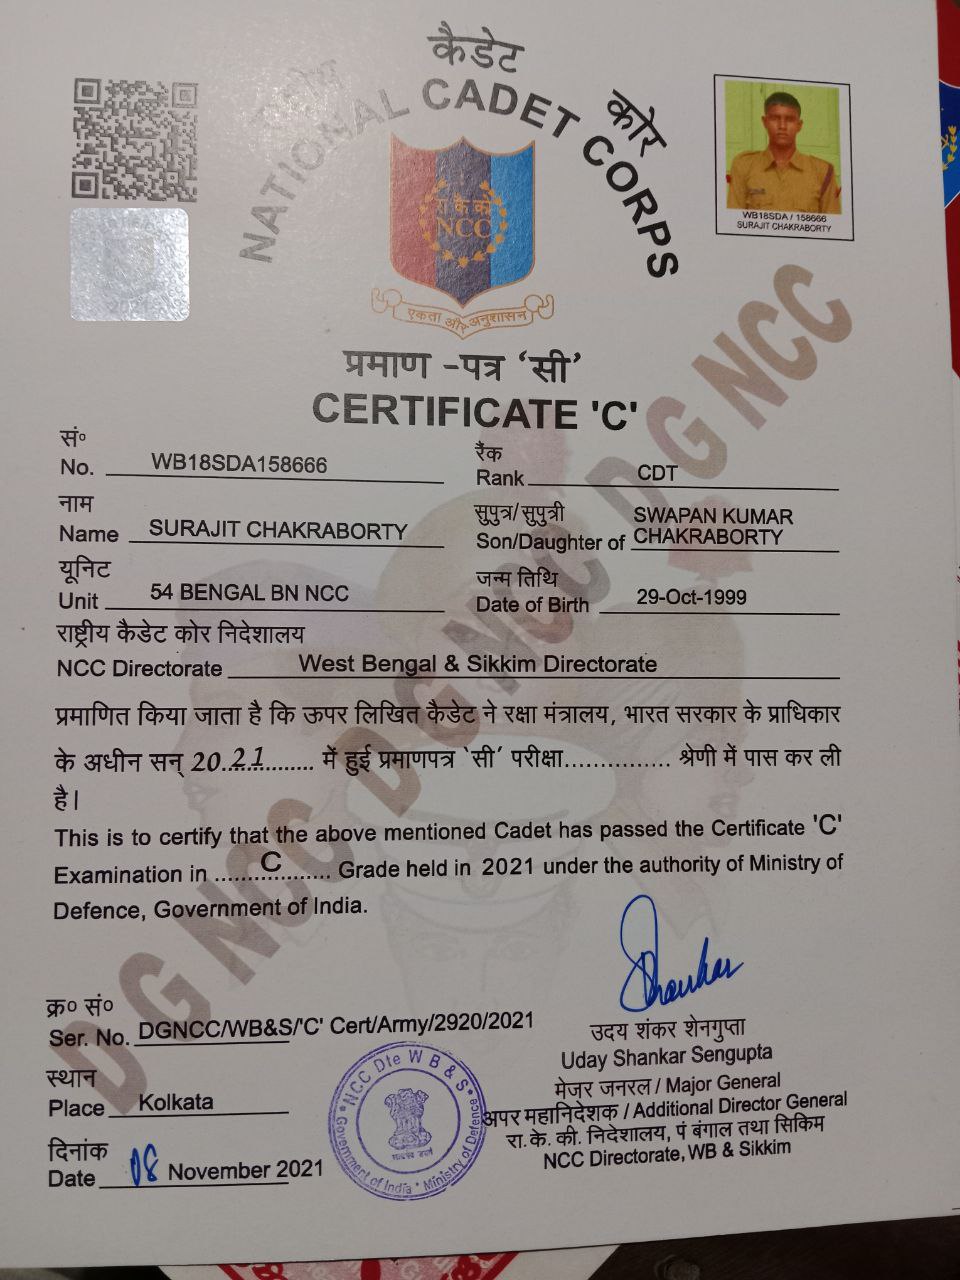 कैडेट कोर
NATIONAL CADET CORPS
रा कै को
NCC
एकता और अनुशासन
WB18SDA / 158666
SURAJIT CHAKRABORTY
प्रमाण -पत्र ‘सी’
CERTIFICATE 'C'
सं०
No. WB18SDA158666
रैंक
Rank CDT
नाम
Name SURAJIT CHAKRABORTY
सुपुत्र/सुपुत्री
Son/Daughter of SWAPAN KUMAR
CHAKRABORTY
यूनिट
Unit 54 BENGAL BN NCC
जन्म तिथि
Date of Birth 29-Oct-1999
राष्ट्रीय कैडेट कोर निदेशालय
NCC Directorate West Bengal & Sikkim Directorate
प्रमाणित किया जाता है कि ऊपर लिखित कैडेट ने रक्षा मंत्रालय, भारत सरकार के प्राधिकार
के अधीन सन् 20..21............ में हुई प्रमाणपत्र `सी´ परीक्षा............... श्रेणी में पास कर ली
है।
This is to certify that the above mentioned Cadet has passed the Certificate 'C'
Examination in .......C........... Grade held in 2021 under the authority of Ministry of
Defence, Government of India.
क्र० सं०
Ser. No. DGNCC/WB&S/'C' Cert/Army/2920/2021
स्थान
Place Kolkata
दिनांक
Date 08 November 2021
NCC Dte W B & S
Government of India * Ministry of Defence
Shankar
उदय शंकर शेनगुप्ता
Uday Shankar Sengupta
मेजर जनरल / Major General
अपर महानिदेशक / Additional Director General
रा. के. की. निदेशालय, पं बंगाल तथा सिकिम
NCC Directorate, WB & Sikkim
DG NCC DG NCC DG NCC